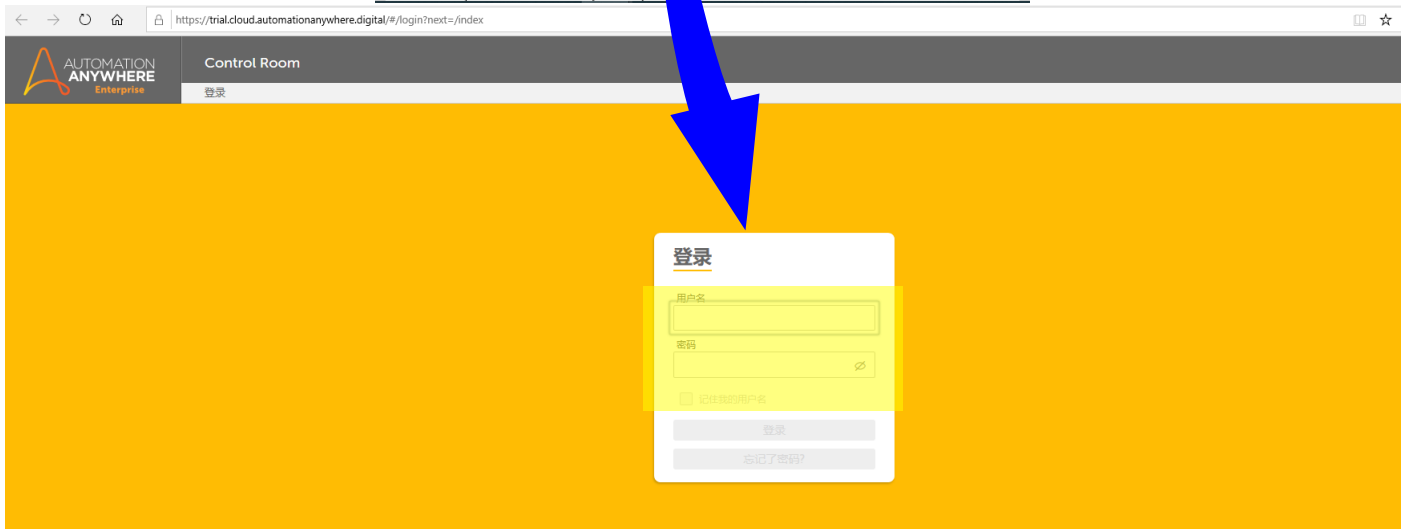 https://trial.cloud.automationanywhere.digital/#/login?next=/index
AUTOMATION
ANYWHERE
Enterprise
Control Room
登录
登录
用户名
密码
记住我的用户名
登录
忘记了密码?